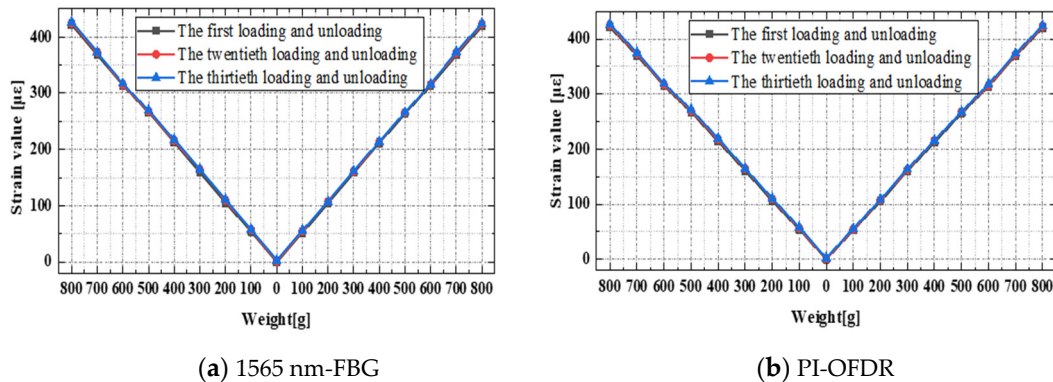 400
300
200
100
0
Strain value [με]
The first loading and unloading
The twentieth loading and unloading
The thirtieth loading and unloading
800 700 600 500 400 300 200 100 0 100 200 300 400 500 600 700 800
Weight[g]
(a) 1565 nm-FBG
400
300
200
100
0
Strain value [με]
The first loading and unloading
The twentieth loading and unloading
The thirtieth loading and unloading
800 700 600 500 400 300 200 100 0 100 200 300 400 500 600 700 800
Weight[g]
(b) PI-OFDR